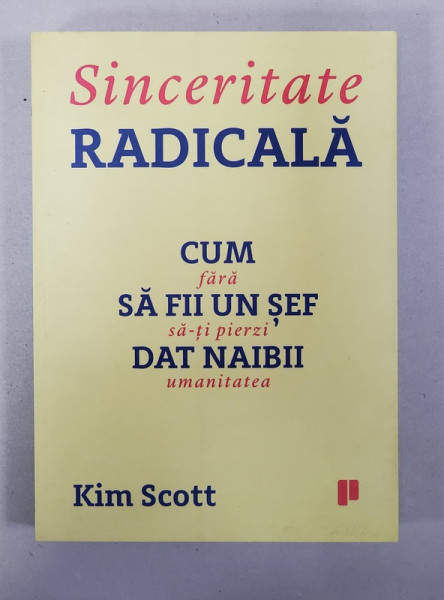 Sinceritate
RADICALĂ
CUM
fără
SĂ FII UN ȘEF
să-ți pierzi
DAT NAIBII
umanitatea
Kim Scott